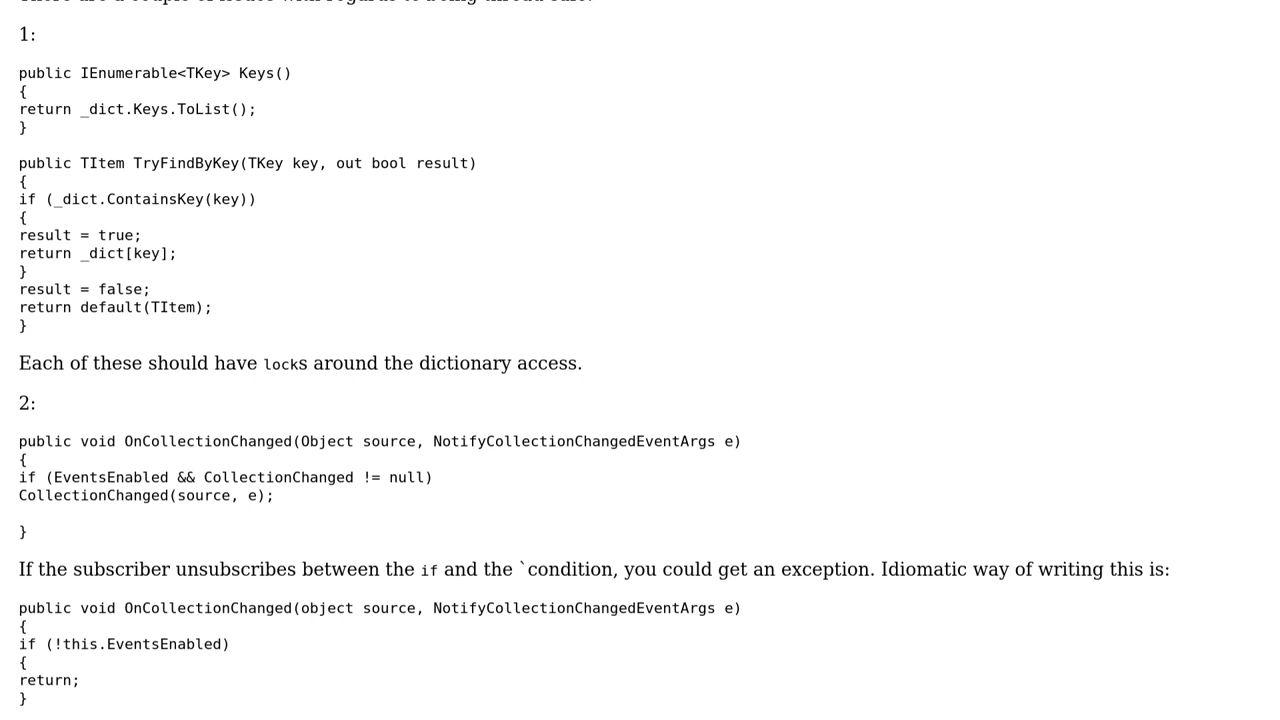 1:
public IEnumerable<TKey> Keys()
{
return _dict.Keys.ToList();
}
public TItem TryFindByKey(TKey key, out bool result)
{
if (_dict.ContainsKey(key))
{
result = true;
return _dict[key];
}
result = false;
return default(TItem);
}
Each of these should have locks around the dictionary access.
2:
public void OnCollectionChanged(Object source, NotifyCollectionChangedEventArgs e)
{
if (EventsEnabled && CollectionChanged != null)
CollectionChanged(source, e);
}
If the subscriber unsubscribes between the if and the `condition, you could get an exception. Idiomatic way of writing this is:
public void OnCollectionChanged(object source, NotifyCollectionChangedEventArgs e)
{
if (!this.EventsEnabled)
{
return;
}